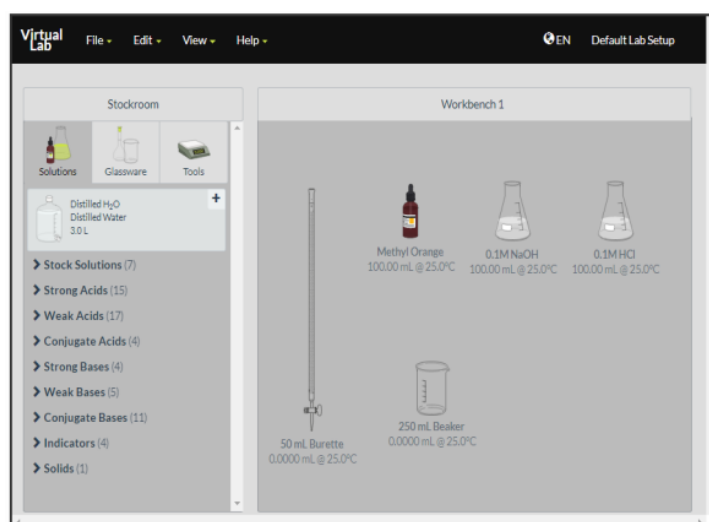 Virtual Lab
File
Edit
View
Help
EN
Default Lab Setup
Stockroom
Workbench 1
Solutions
Glassware
Tools
Distilled H₂O
Distilled Water
3.0 L
+
Stock Solutions (7)
Strong Acids (15)
Weak Acids (17)
Conjugate Acids (4)
Strong Bases (4)
Weak Bases (5)
Conjugate Bases (11)
Indicators (4)
Solids (1)
Methyl Orange
100.00 mL @ 25.0°C
0.1M NaOH
100.00 mL @ 25.0°C
0.1M HCl
100.00 mL @ 25.0°C
250 mL Beaker
0.0000 mL @ 25.0°C
50 mL Burette
0.0000 mL @ 25.0°C